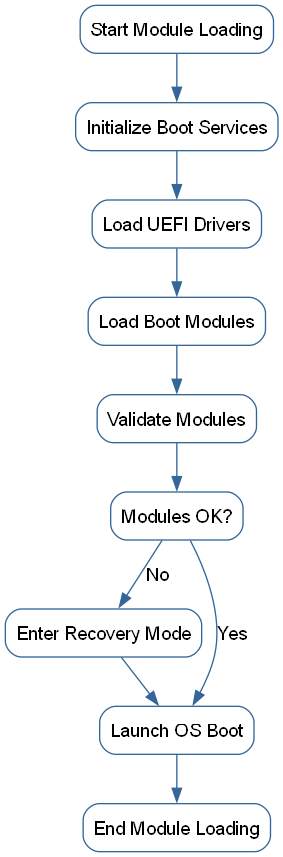 Start Module Loading
Initialize Boot Services
Load UEFI Drivers
Load Boot Modules
Validate Modules
Modules OK?
No
Enter Recovery Mode
Yes
Launch OS Boot
End Module Loading